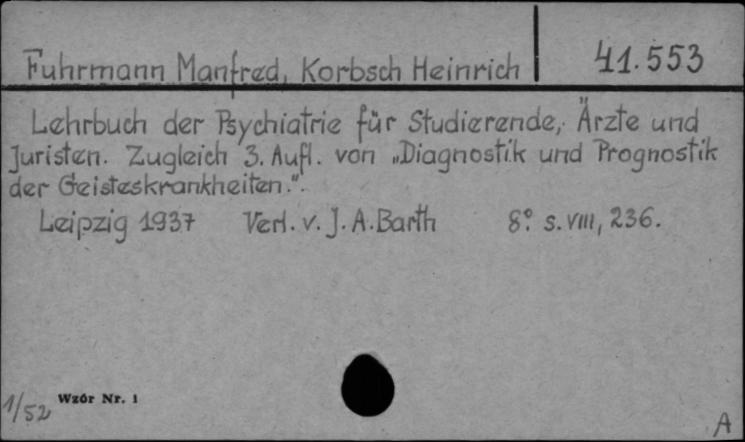 Fuhrmann Manfred, Korbsch Heinrich
41.553
Lehrbuch der Psychiatrie für Studierende, Ärzte und
Juristen. Zugleich 3. Aufl. von „Diagnostik und Prognostik
der Geisteskrankheiten.".
Leipzig 1937 Verl. v. J. A. Barth 8° s. VIII, 236.
1/52 Wzór Nr. 1
A